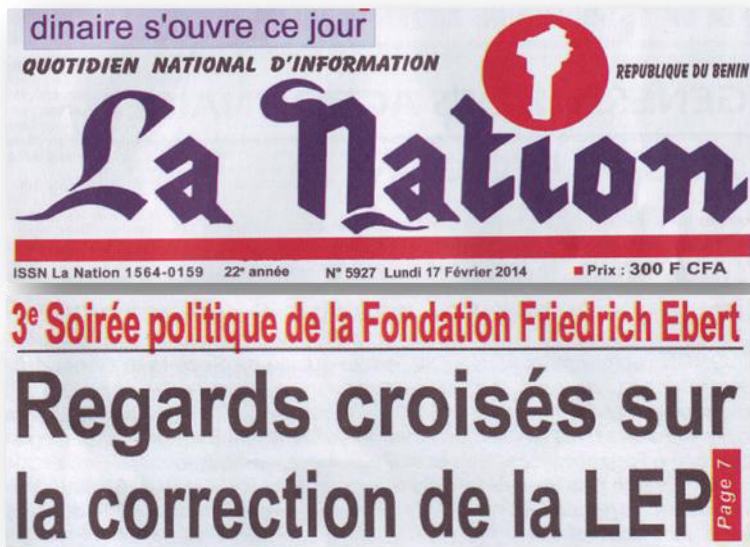 dinaire s'ouvre ce jour
QUOTIDIEN NATIONAL D'INFORMATION
REPUBLIQUE DU BENIN
La Nation
ISSN La Nation 1564-0159 22e année N° 5927 Lundi 17 Février 2014 Prix : 300 F CFA
3e Soirée politique de la Fondation Friedrich Ebert
Regards croisés sur
la correction de la LEP
Page 7